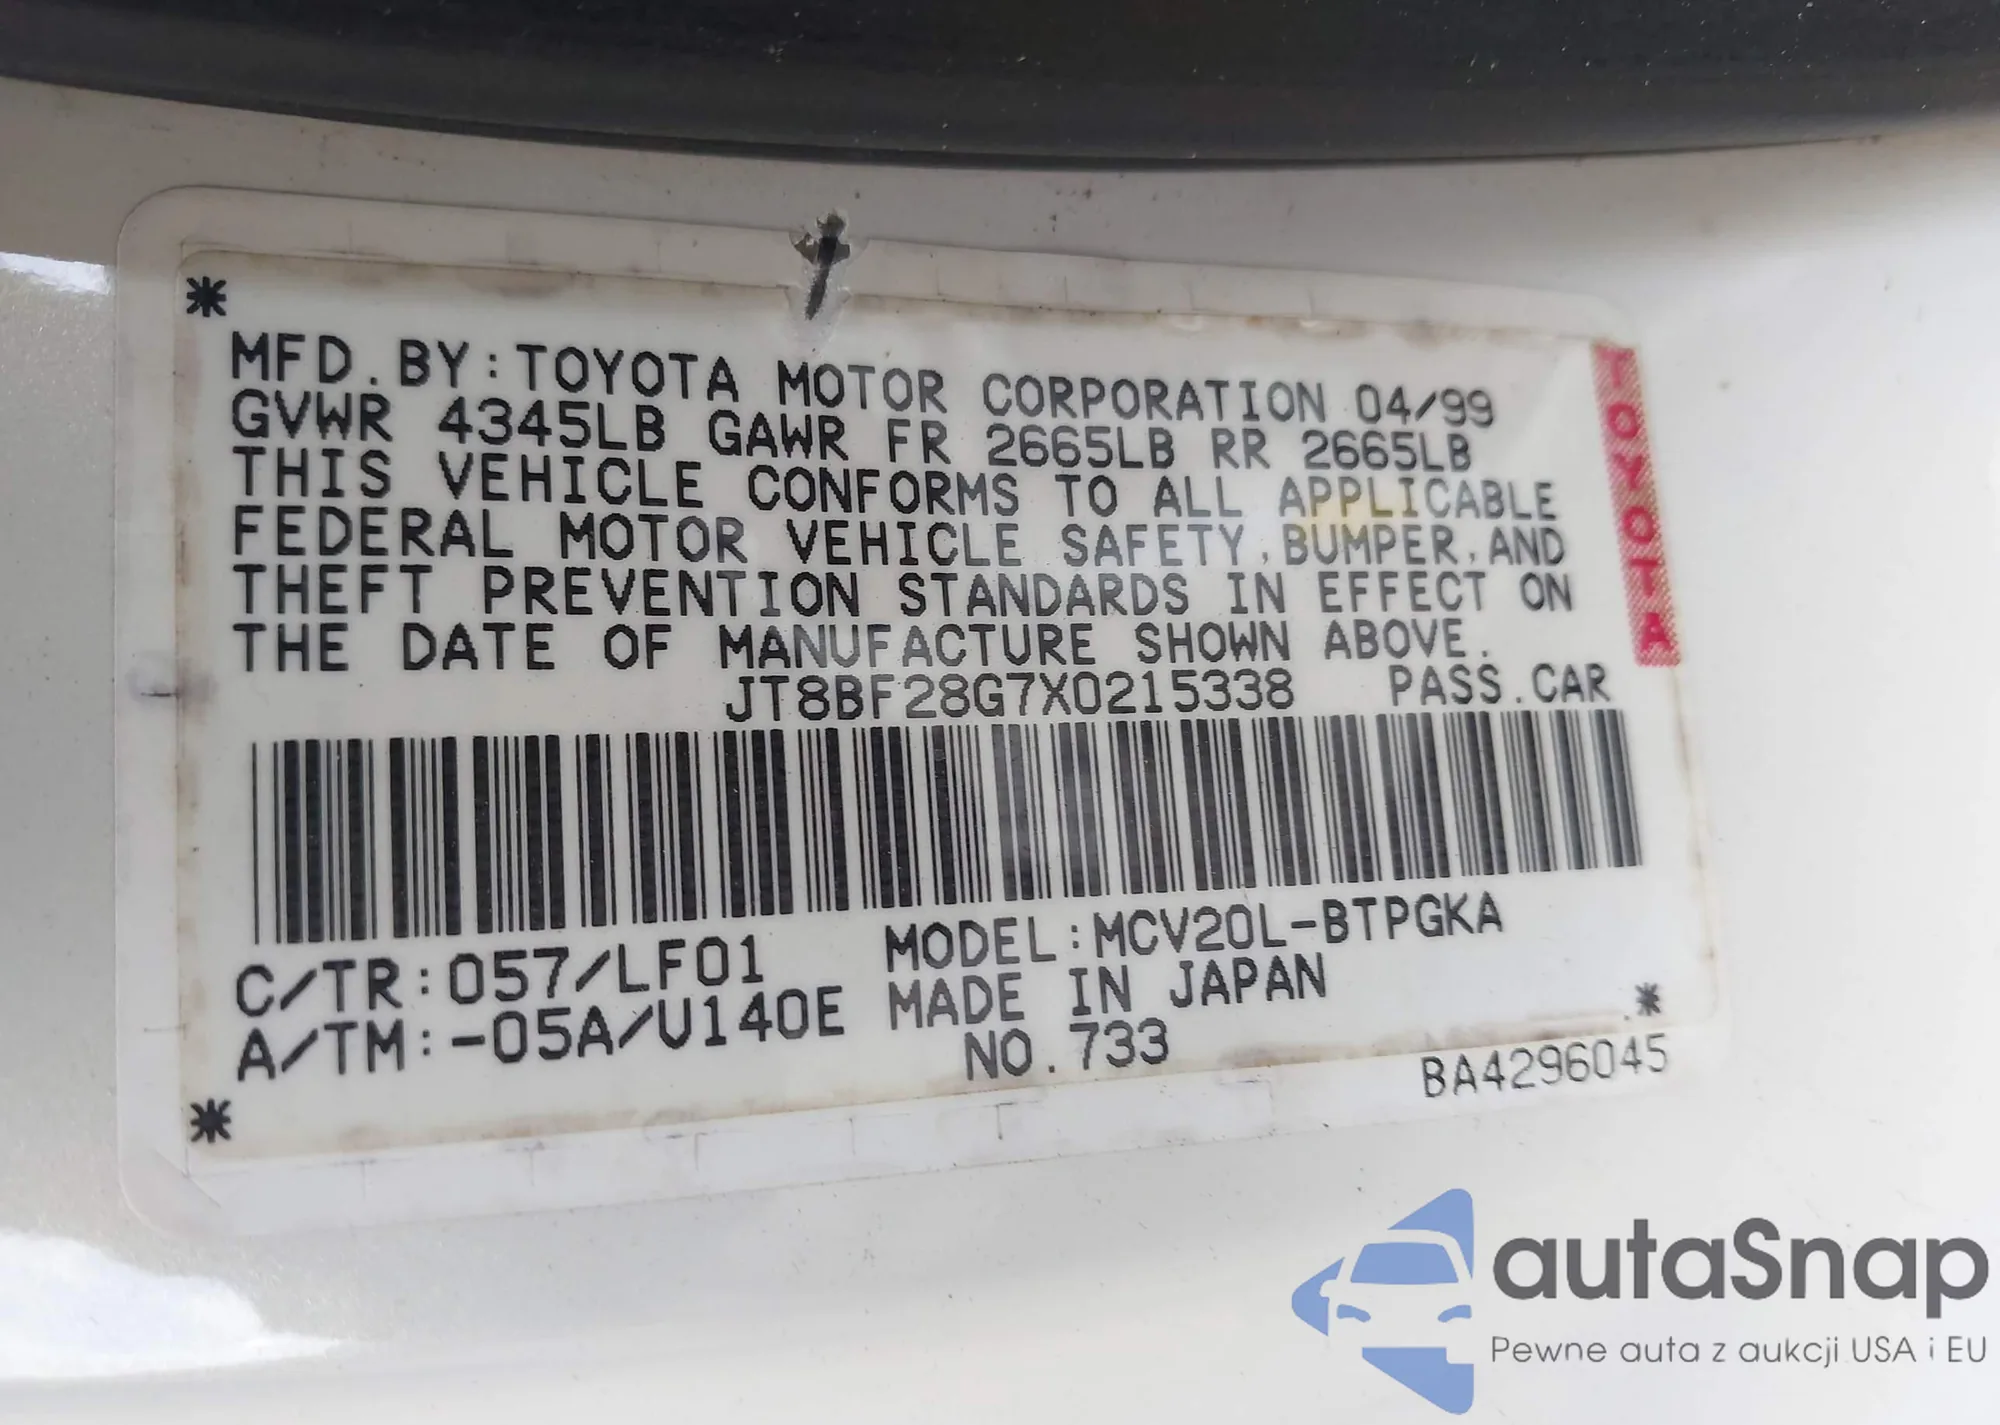 *
MFD.BY:TOYOTA MOTOR CORPORATION 04/99
GVWR 4345LB GAWR FR 2665LB RR 2665LB
THIS VEHICLE CONFORMS TO ALL APPLICABLE
FEDERAL MOTOR VEHICLE SAFETY,BUMPER,AND
THEFT PREVENTION STANDARDS IN EFFECT ON
THE DATE OF MANUFACTURE SHOWN ABOVE.
JT8BF28G7X0215338 PASS.CAR
TOYOTA
C/TR:057/LF01 MODEL:MCV20L-BTPGKA
A/TM:-05A/U140E MADE IN JAPAN
*
NO.733
BA4296045
*
autaSnap
Pewne auta z aukcji USA i EU